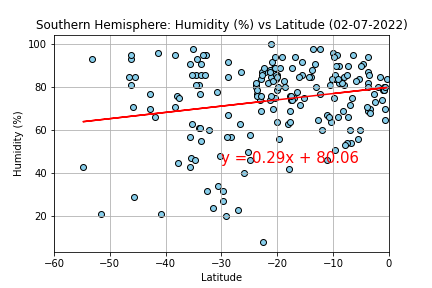 Southern Hemisphere: Humidity (%) vs Latitude (02-07-2022)
100
80
60
40
20
Humidity (%)
y = 0.29x + 80.06
−60 −50 −40 −30 −20 −10 0
Latitude